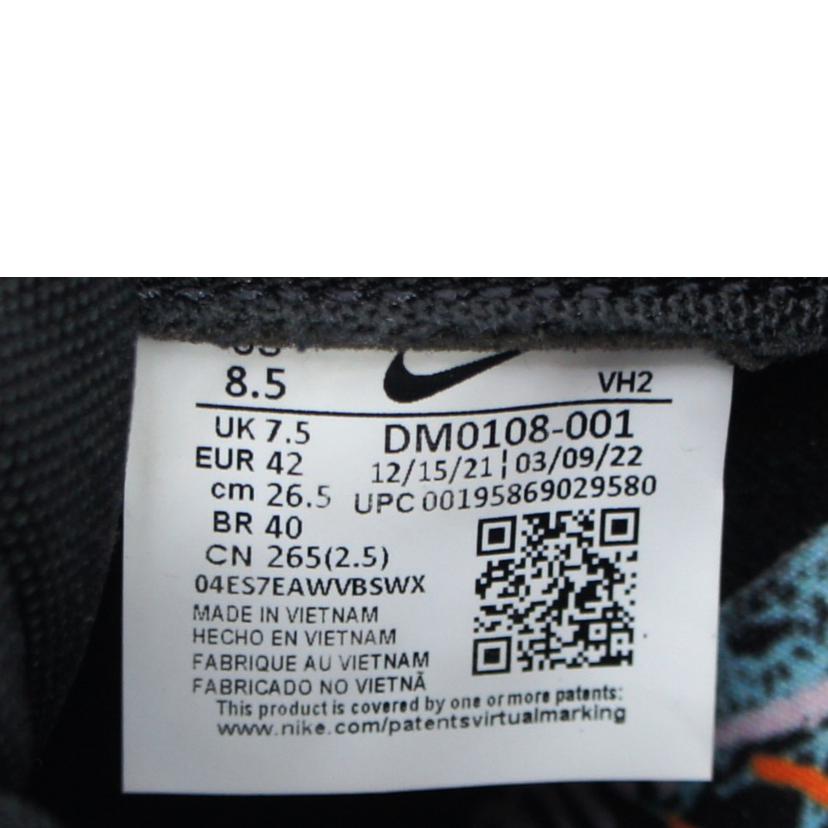 US
8.5 VH2
UK 7.5 DM0108-001
EUR 42 12/15/21 ¦ 03/09/22
cm 26.5 UPC 00195869029580
BR 40
CN 265(2.5)
04ES7EAWVBSWX
MADE IN VIETNAM
HECHO EN VIETNAM
FABRIQUE AU VIETNAM
FABRICADO NO VIETNÃ
This product is covered by one or more patents:
www.nike.com/patentsvirtualmarking